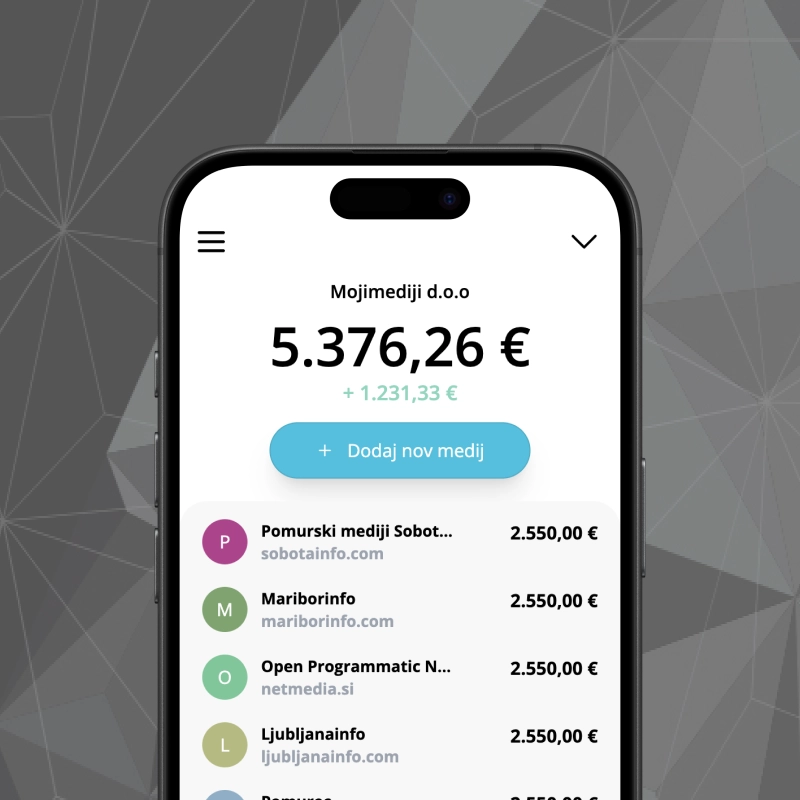 Mojimediji d.o.o
5.376,26 €
+ 1.231,33 €
+ Dodaj nov medij
P
Pomurski mediji Sobot...
2.550,00 €
sobotainfo.com
M
Mariborinfo
2.550,00 €
mariborinfo.com
O
Open Programmatic N...
2.550,00 €
netmedia.si
L
Ljubljanainfo
2.550,00 €
ljubljanainfo.com